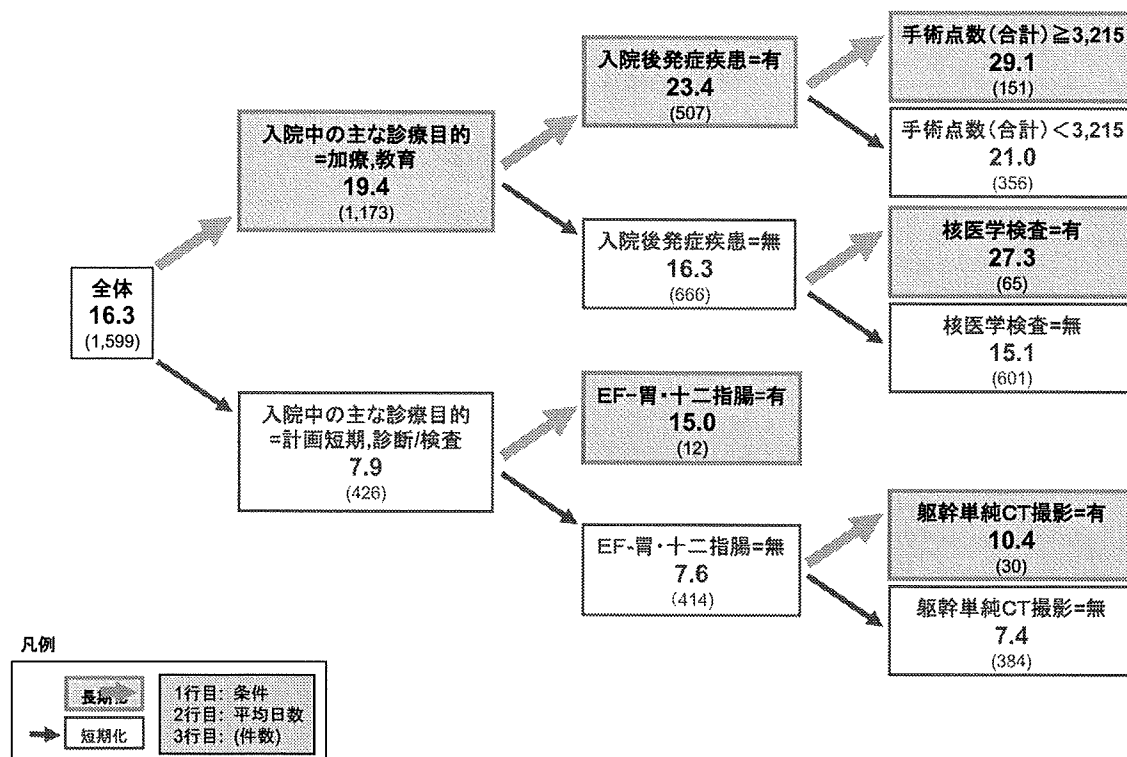 全体
16.3
(1,599)
入院中の主な診療目的
=加療,教育
19.4
(1,173)
入院中の主な診療目的
=計画短期,診断/検査
7.9
(426)
入院後発症疾患=有
23.4
(507)
入院後発症疾患=無
16.3
(666)
EF-胃・十二指腸=有
15.0
(12)
EF-胃・十二指腸=無
7.6
(414)
手術点数(合計)≧3,215
29.1
(151)
手術点数(合計)<3,215
21.0
(356)
核医学検査=有
27.3
(65)
核医学検査=無
15.1
(601)
躯幹単純CT撮影=有
10.4
(30)
躯幹単純CT撮影=無
7.4
(384)
凡例
長期化
短期化
1行目: 条件
2行目: 平均日数
3行目: (件数)